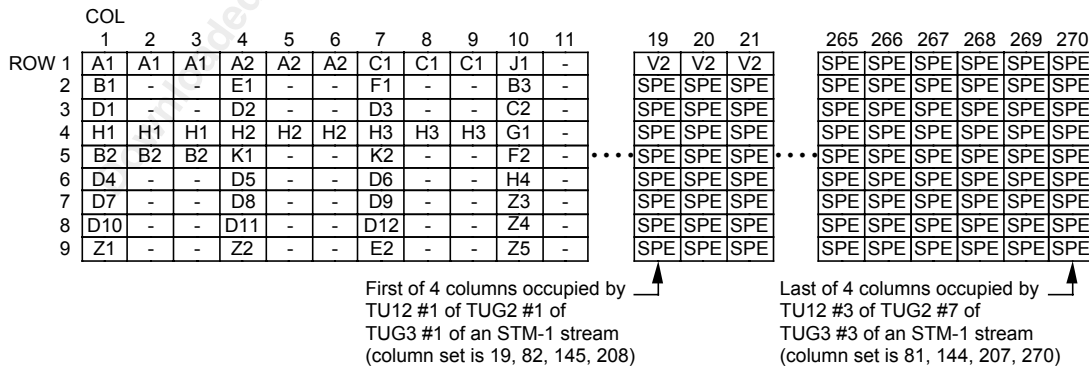 COL
1 2 3 4 5 6 7 8 9 10 11 19 20 21 265 266 267 268 269 270
ROW 1 A1 A1 A1 A2 A2 A2 C1 C1 C1 J1 - V2 V2 V2 SPE SPE SPE SPE SPE SPE
2 B1 - - E1 - - F1 - - B3 - SPE SPE SPE SPE SPE SPE SPE SPE SPE
3 D1 - - D2 - - D3 - - C2 - SPE SPE SPE SPE SPE SPE SPE SPE SPE
4 H1 H1 H1 H2 H2 H2 H3 H3 H3 G1 - SPE SPE SPE SPE SPE SPE SPE SPE SPE
5 B2 B2 B2 K1 - - K2 - - F2 - •••• SPE SPE SPE •••• SPE SPE SPE SPE SPE SPE
6 D4 - - D5 - - D6 - - H4 - SPE SPE SPE SPE SPE SPE SPE SPE SPE
7 D7 - - D8 - - D9 - - Z3 - SPE SPE SPE SPE SPE SPE SPE SPE SPE
8 D10 - - D11 - - D12 - - Z4 - SPE SPE SPE SPE SPE SPE SPE SPE SPE
9 Z1 - - Z2 - - E2 - - Z5 - SPE SPE SPE SPE SPE SPE SPE SPE SPE
First of 4 columns occupied by
TU12 #1 of TUG2 #1 of
TUG3 #1 of an STM-1 stream
(column set is 19, 82, 145, 208)
Last of 4 columns occupied by
TU12 #3 of TUG2 #7 of
TUG3 #3 of an STM-1 stream
(column set is 81, 144, 207, 270)